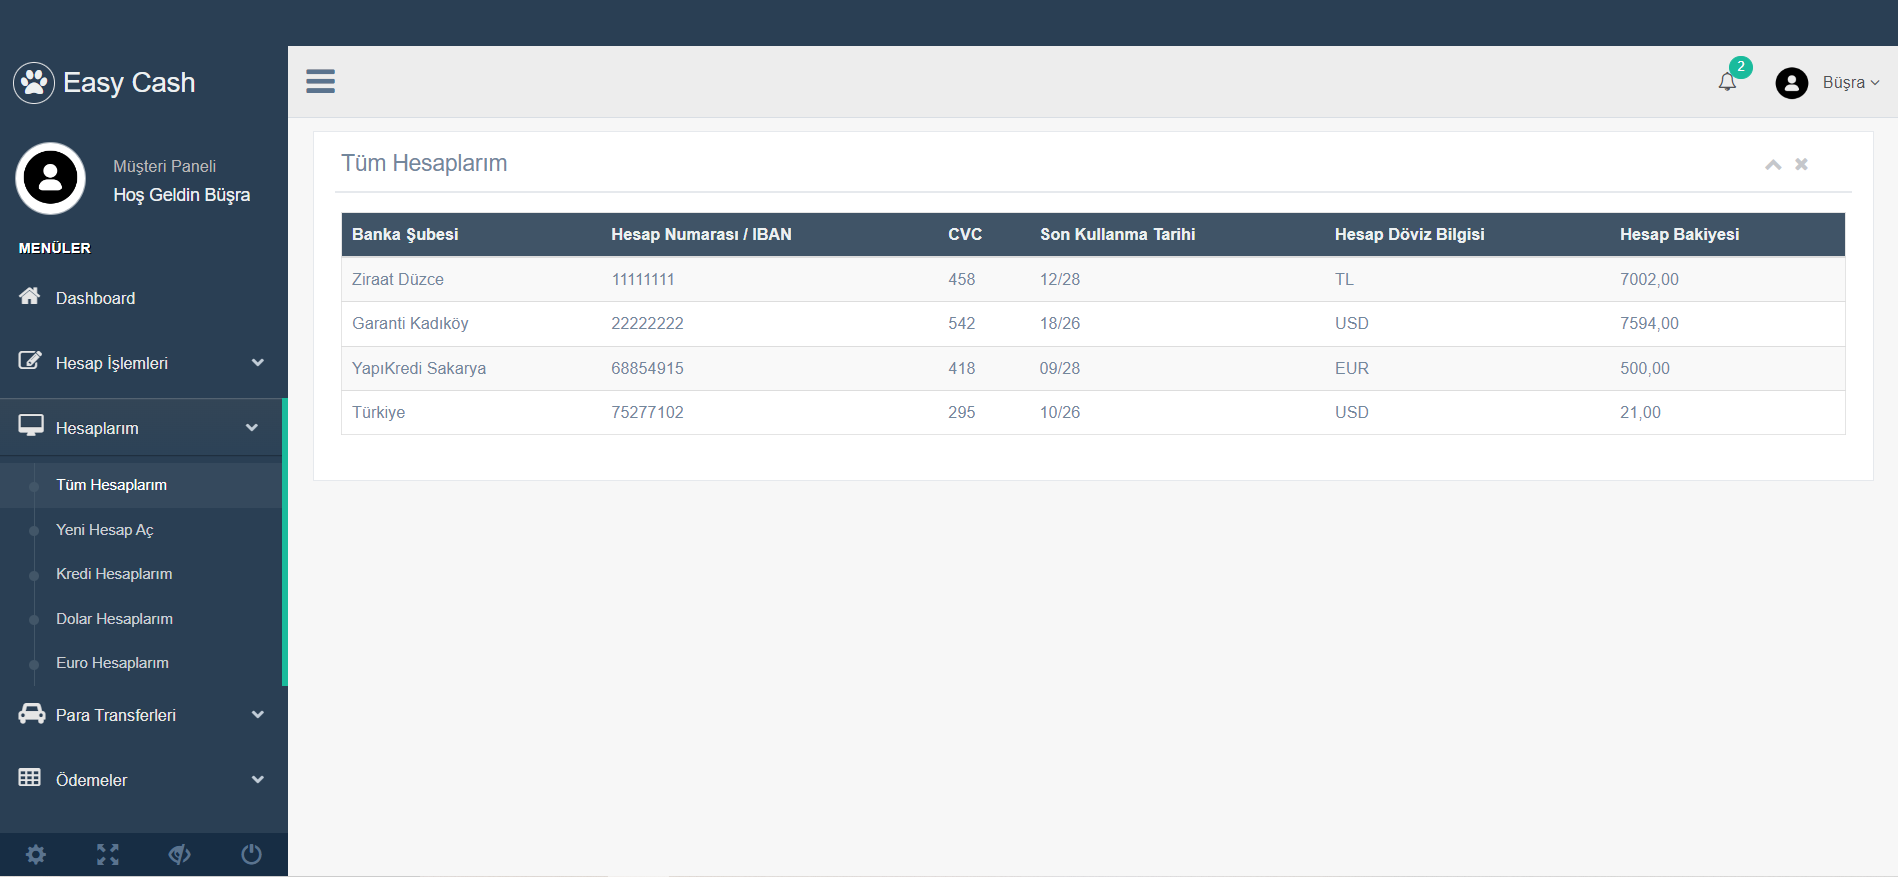 Easy Cash
Müşteri Paneli
Hoş Geldin Büşra
MENÜLER
Dashboard
Hesap İşlemleri
Hesaplarım
Tüm Hesaplarım
Yeni Hesap Aç
Kredi Hesaplarım
Dolar Hesaplarım
Euro Hesaplarım
Para Transferleri
Ödemeler
2
Büşra
Tüm Hesaplarım
Banka Şubesi Hesap Numarası / IBAN CVC Son Kullanma Tarihi Hesap Döviz Bilgisi Hesap Bakiyesi
Ziraat Düzce 11111111 458 12/28 TL 7002,00
Garanti Kadıköy 22222222 542 18/26 USD 7594,00
YapıKredi Sakarya 68854915 418 09/28 EUR 500,00
Türkiye 75277102 295 10/26 USD 21,00